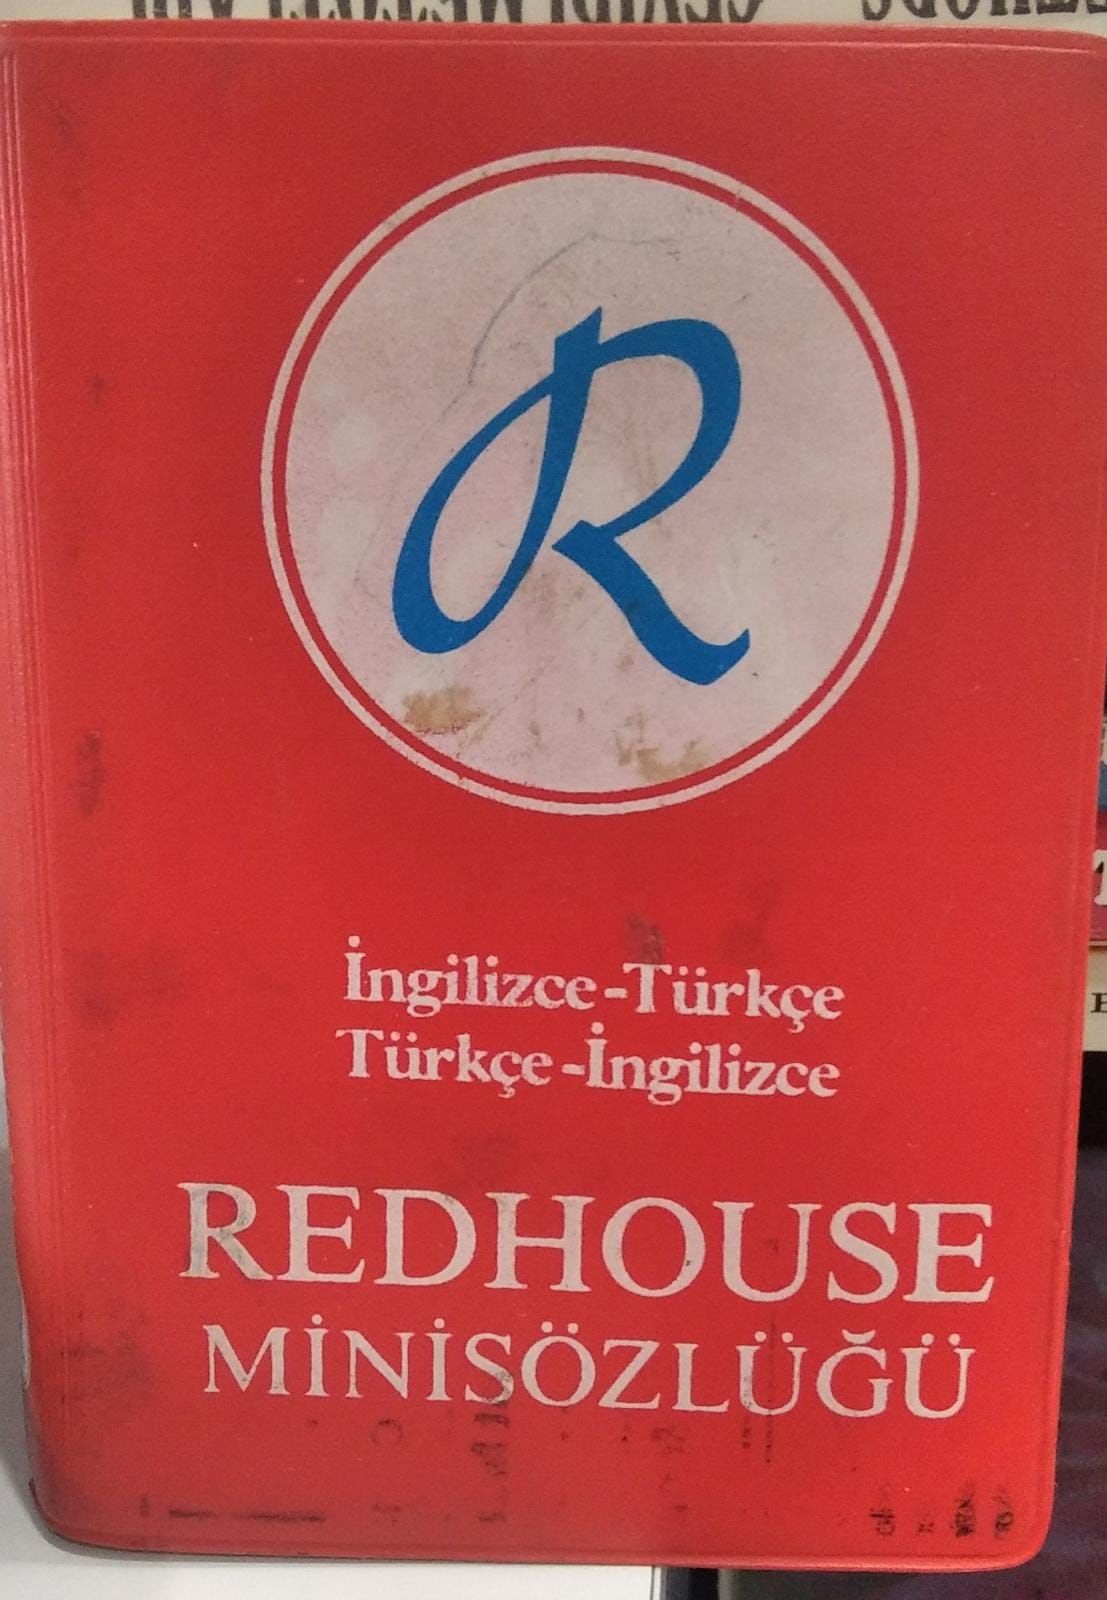 R
İngilizce-Türkçe
Türkçe-İngilizce
REDHOUSE
MİNİSÖZLÜĞÜ